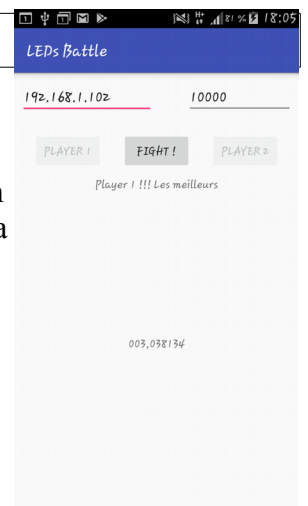 81 % 18:05
LEDs Battle
192.168.1.102 10000
PLAYER 1 FIGHT ! PLAYER 2
Player 1 !!! Les meilleurs
a
003,038134